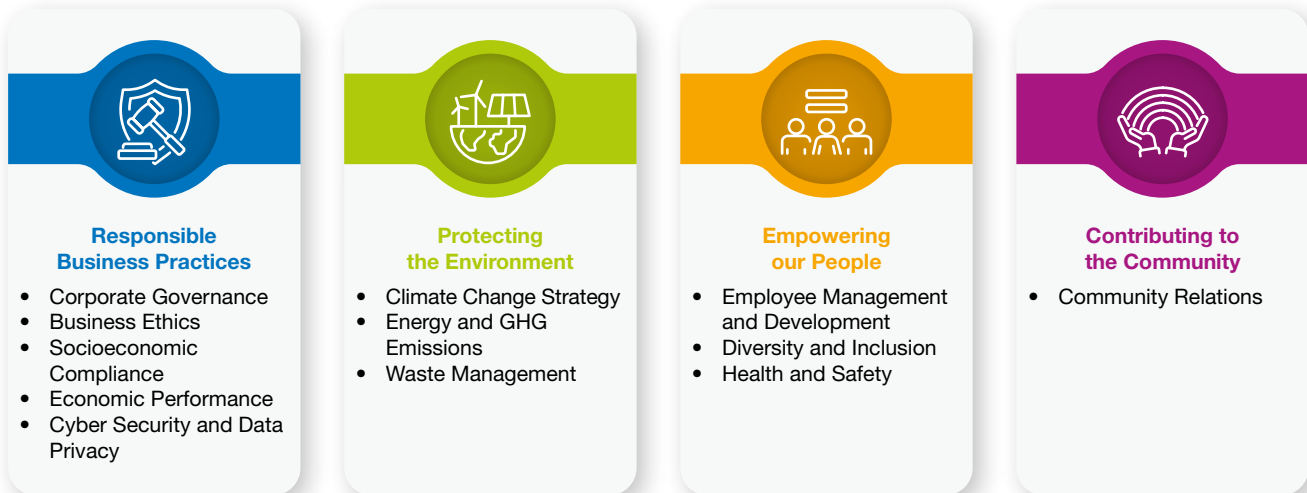 Responsible
Business Practices
• Corporate Governance
• Business Ethics
• Socioeconomic
Compliance
• Economic Performance
• Cyber Security and Data
Privacy
Protecting
the Environment
• Climate Change Strategy
• Energy and GHG
Emissions
• Waste Management
Empowering
our People
• Employee Management
and Development
• Diversity and Inclusion
• Health and Safety
Contributing to
the Community
• Community Relations